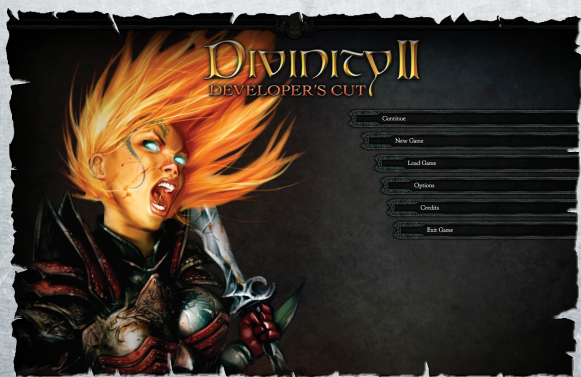 DIVINITY II
DEVELOPER'S CUT
Continue
New Game
Load Game
Options
Credits
Exit Game